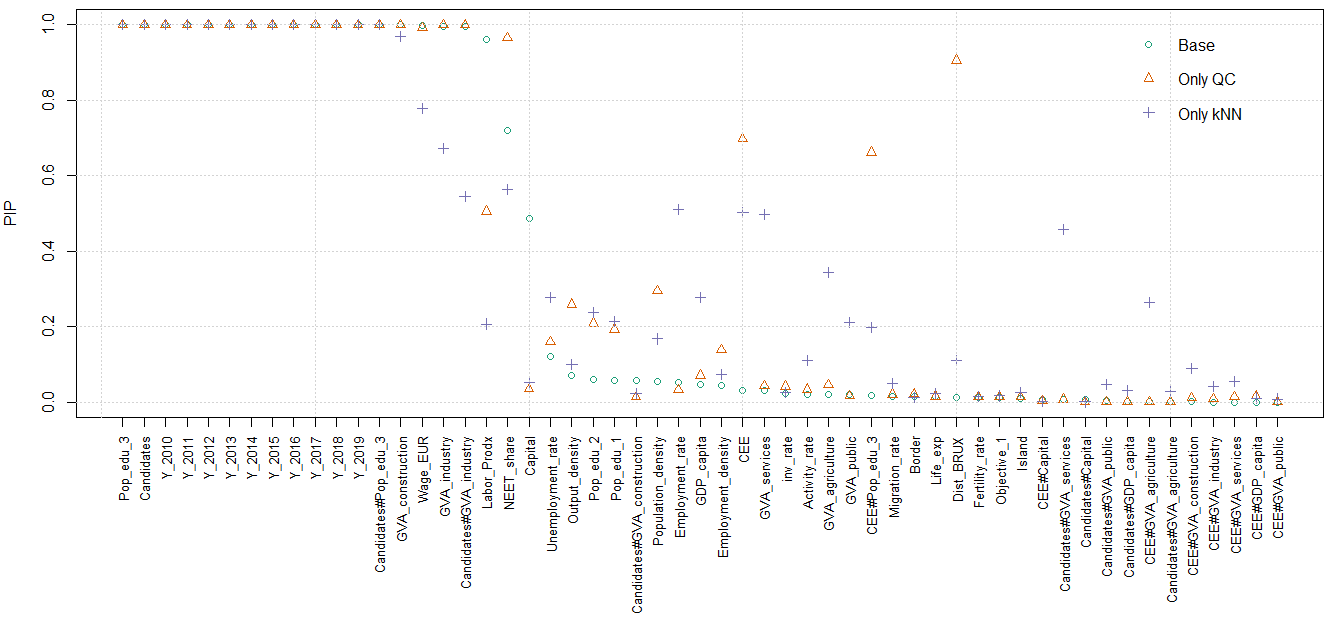 PIP
0.0
0.2
0.4
0.6
0.8
1.0
Base
Only QC
Only kNN
Pop_edu_3
Candidates
Y_2010
Y_2011
Y_2012
Y_2013
Y_2014
Y_2015
Y_2016
Y_2017
Y_2018
Y_2019
Candidates#Pop_edu_3
GVA_construction
Wage_EUR
GVA_industry
Candidates#GVA_industry
Labor_Prodx
NEET_share
Capital
Unemployment_rate
Output_density
Pop_edu_2
Pop_edu_1
Candidates#GVA_construction
Population_density
Employment_rate
GDP_capita
Employment_density
CEE
GVA_services
inv_rate
Activity_rate
GVA_agriculture
GVA_public
CEE#Pop_edu_3
Migration_rate
Border
Life_exp
Dist_BRUX
Fertility_rate
Objective_1
Island
CEE#Capital
Candidates#GVA_services
Candidates#Capital
Candidates#GVA_public
Candidates#GDP_capita
CEE#GVA_agriculture
Candidates#GVA_agriculture
CEE#GVA_construction
CEE#GVA_industry
CEE#GVA_services
CEE#GDP_capita
CEE#GVA_public